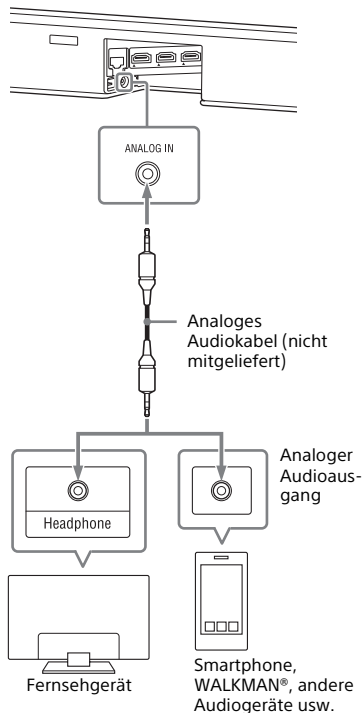 ANALOG IN
Analoges
Audiokabel (nicht
mitgeliefert)
Analoger
Audioaus-
gang
Headphone
Fernsehgerät
Smartphone,
WALKMAN®, andere
Audiogeräte usw.